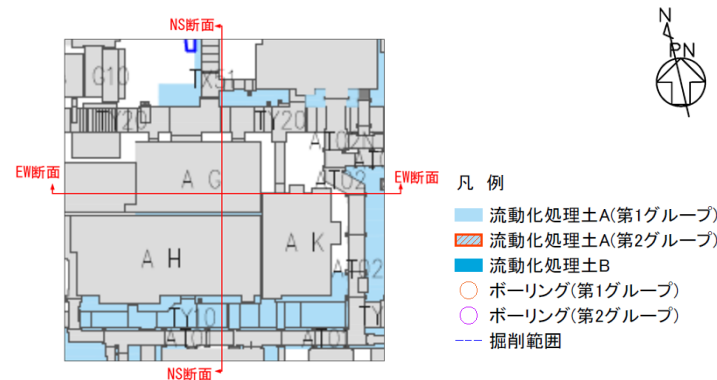 NS断面
N
PN
G10
TX51
TY20
TY20
AT02N
AT02
A G
EW断面
EW断面
A K
A H
AT02
TY10
AT01
AT01
NS断面
凡 例
流動化処理土A(第1グループ)
流動化処理土A(第2グループ)
流動化処理土B
ボーリング(第1グループ)
ボーリング(第2グループ)
掘削範囲